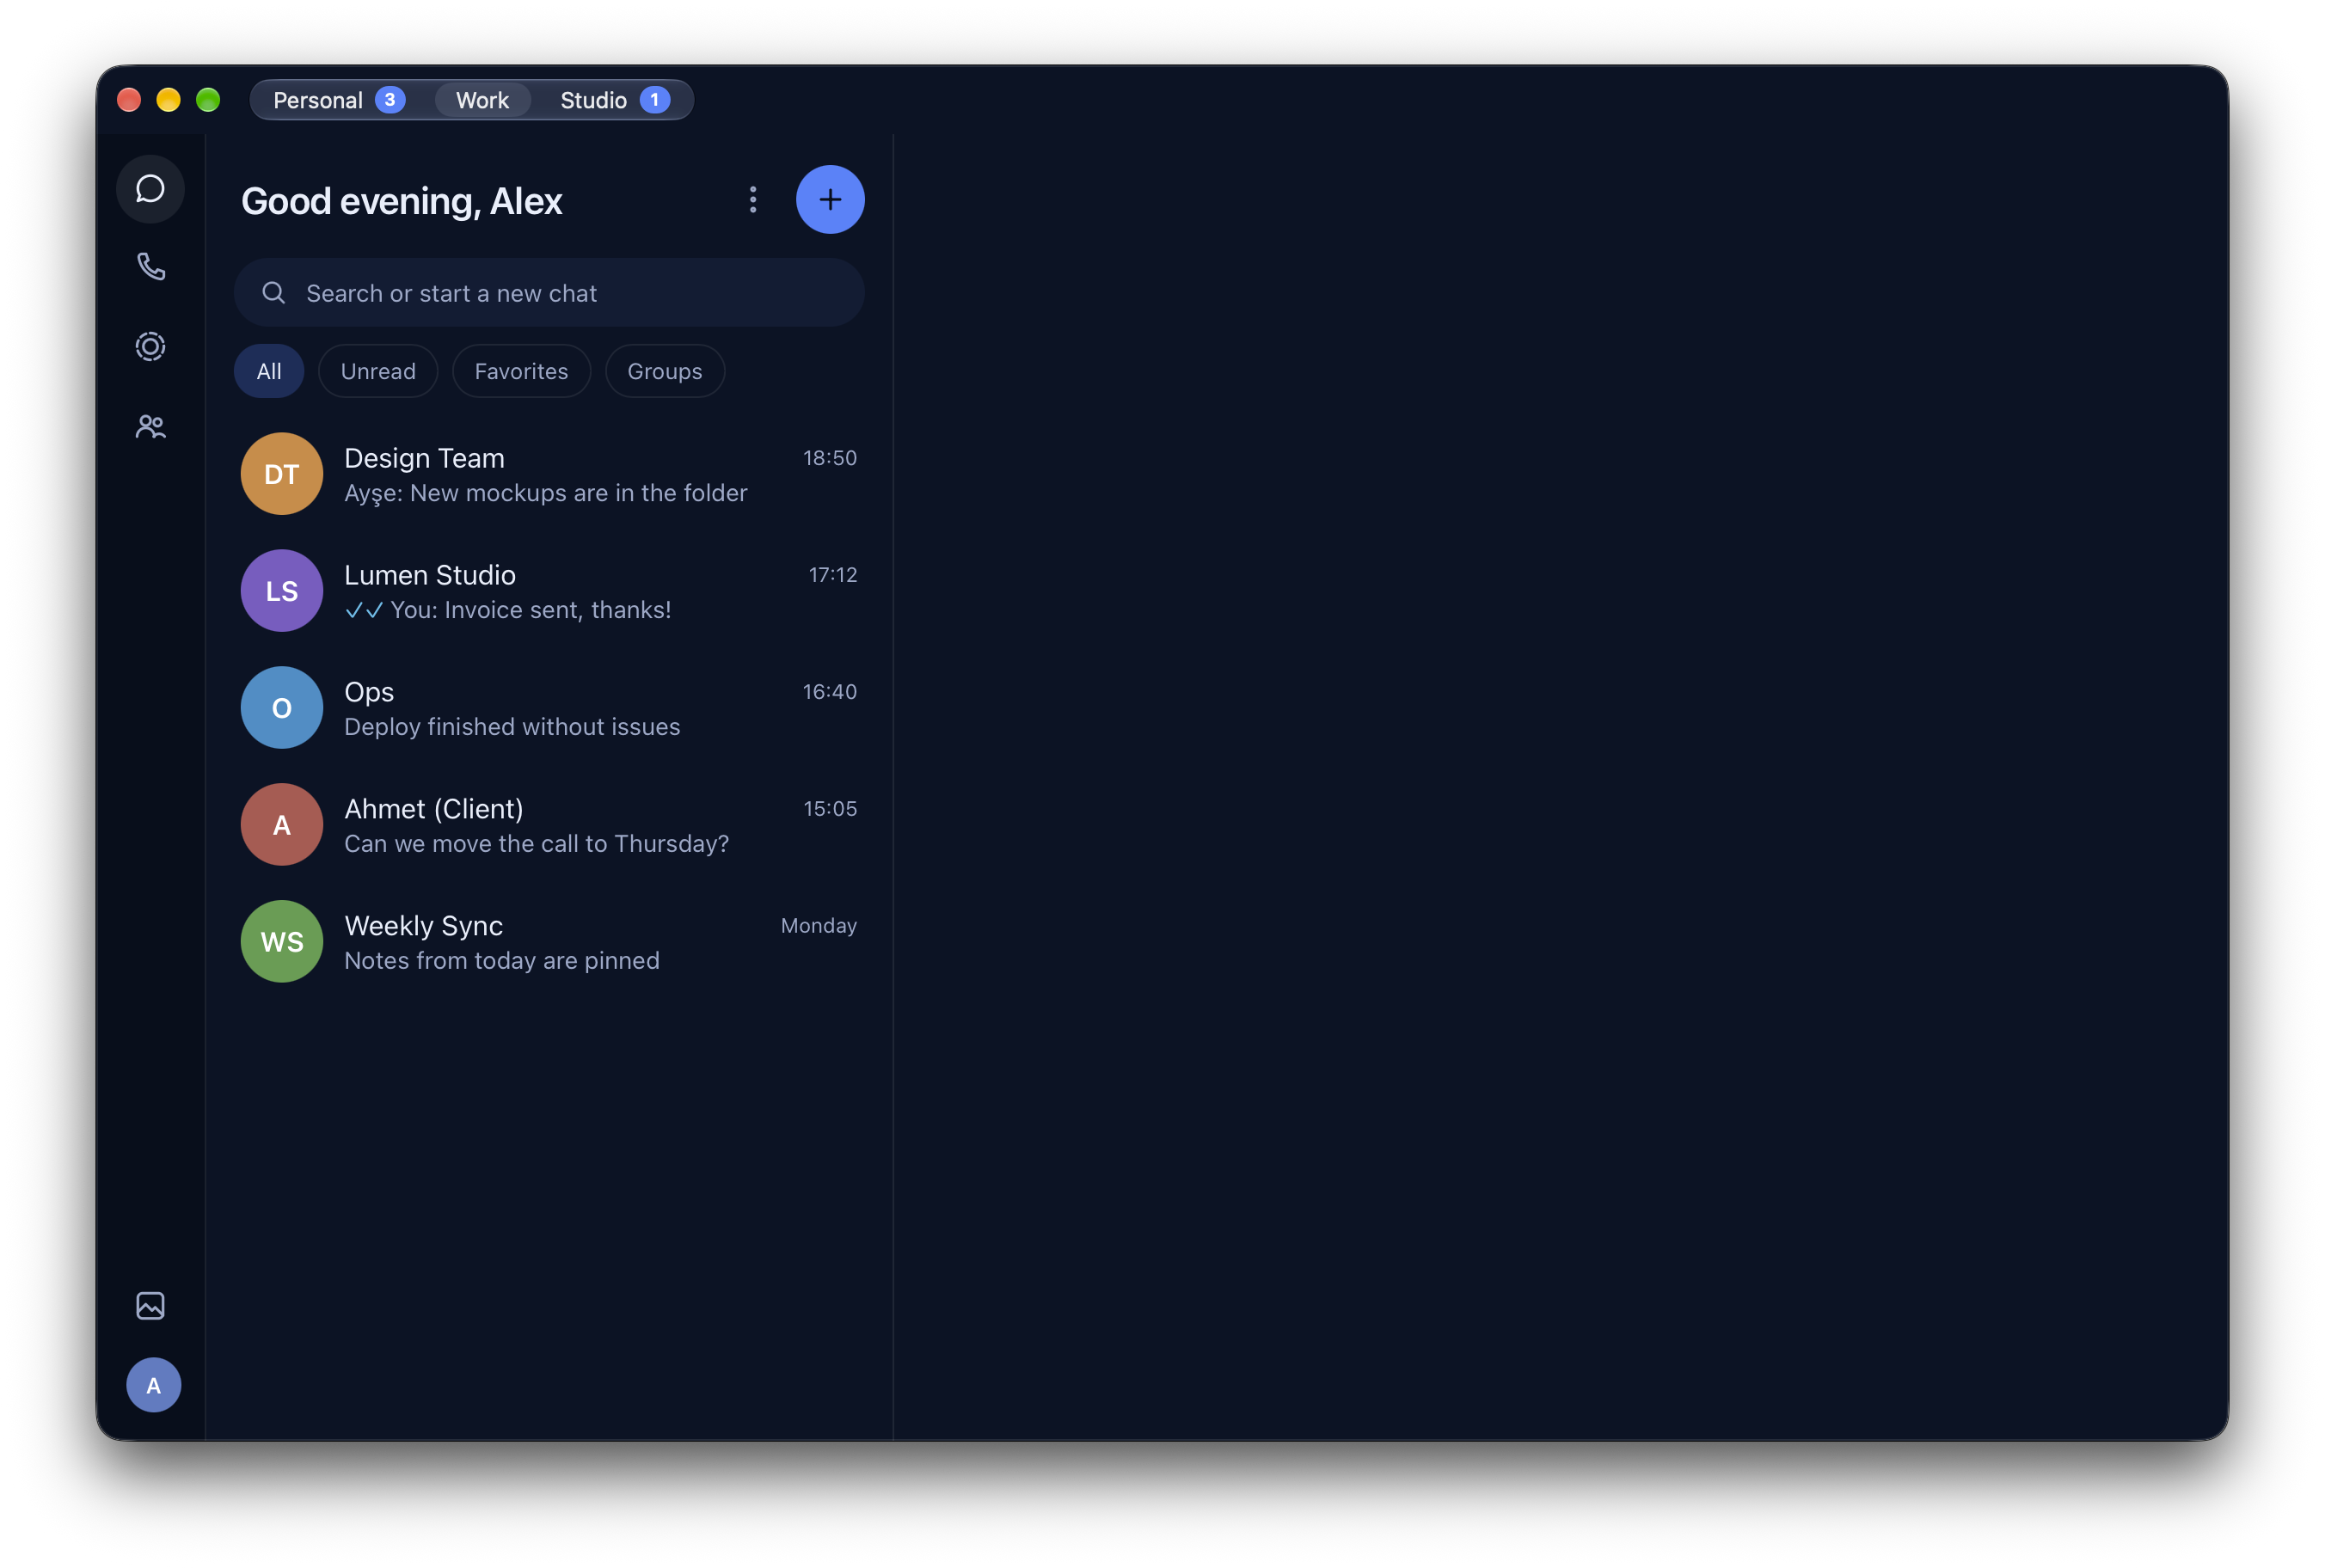 Personal 3 Work Studio 1
Good evening, Alex
Search or start a new chat
All Unread Favorites Groups
DT
Design Team 18:50
Ayşe: New mockups are in the folder
LS
Lumen Studio 17:12
You: Invoice sent, thanks!
O
Ops 16:40
Deploy finished without issues
A
Ahmet (Client) 15:05
Can we move the call to Thursday?
WS
Weekly Sync Monday
Notes from today are pinned
A